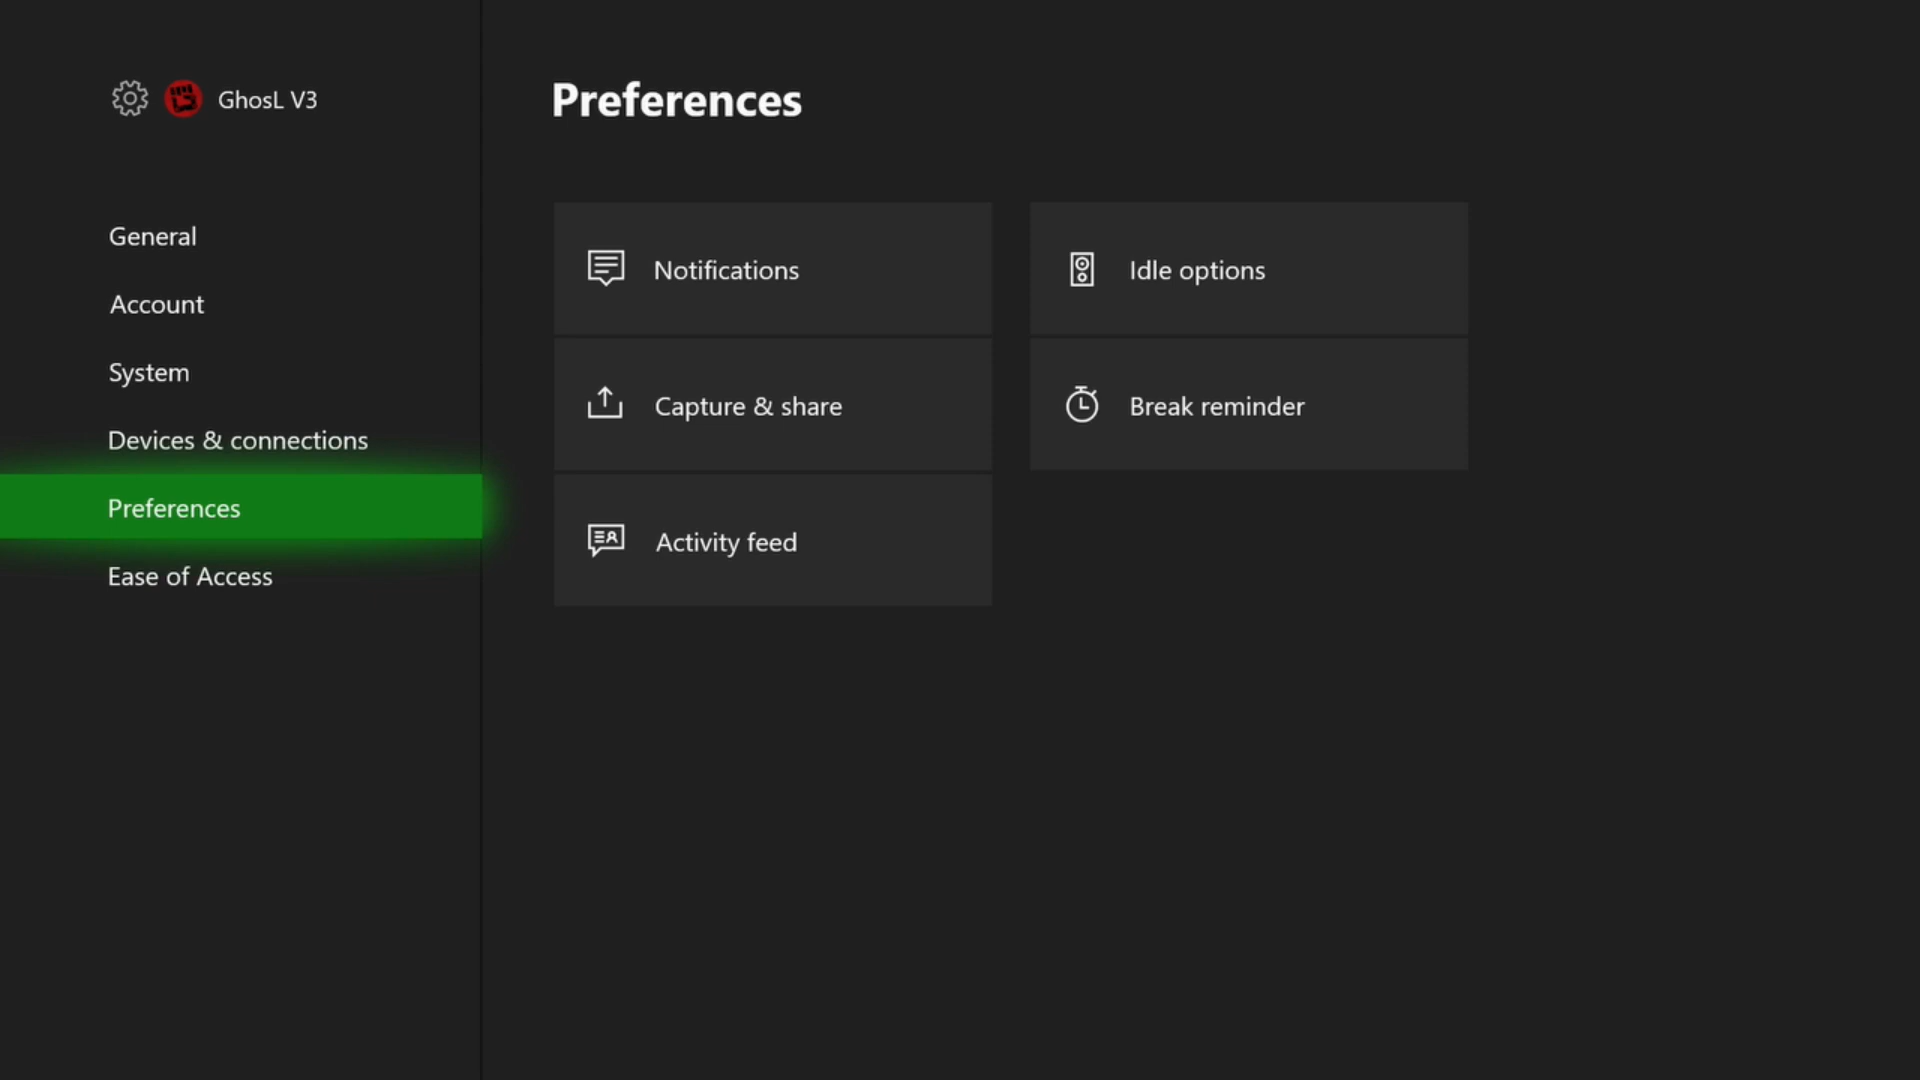 GhosL V3
General
Account
System
Devices & connections
Preferences
Ease of Access
Preferences
Notifications
Idle options
Capture & share
Break reminder
Activity feed